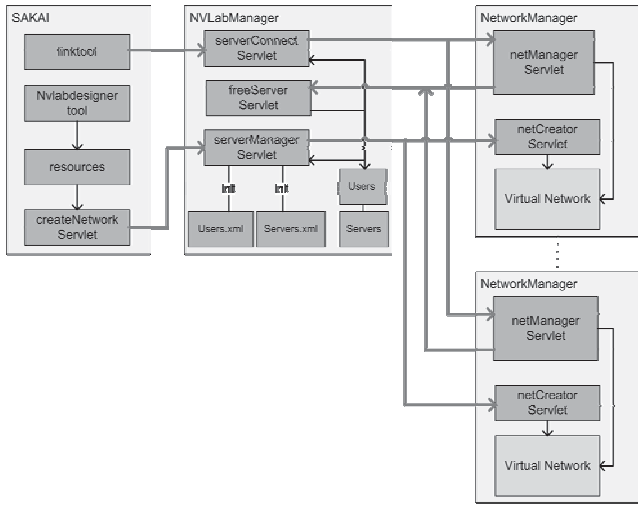 SAKAI
linktool
Nvlabdesigner
tool
resources
createNetwork
Servlet
NVLabManager
serverConnect
Servlet
freeServer
Servlet
serverManager
Servlet
Init
Init
Users
Users.xml
Servers.xml
Servers
NetworkManager
netManager
Servlet
netCreator
Servlet
Virtual Network
NetworkManager
netManager
Servlet
netCreator
Servlet
Virtual Network